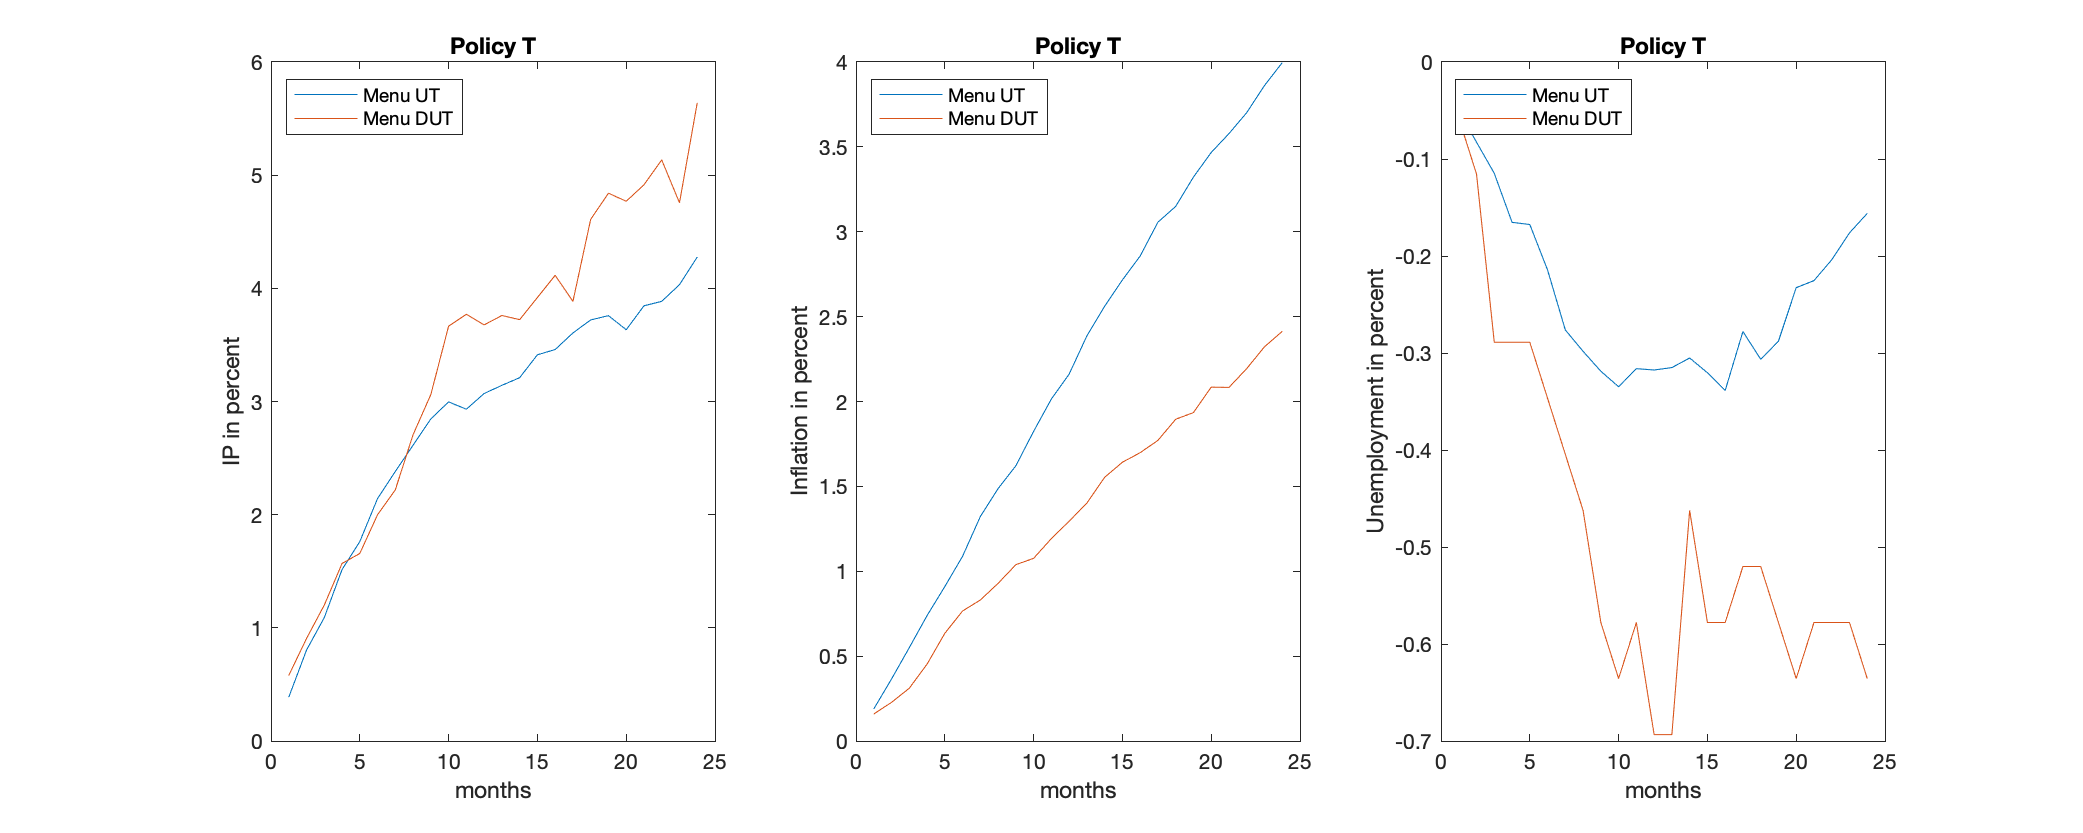 Policy T
Menu UT
Menu DUT
IP in percent
6
5
4
3
2
1
0
0 5 10 15 20 25
months
Policy T
Menu UT
Menu DUT
Inflation in percent
4
3.5
3
2.5
2
1.5
1
0.5
0
0 5 10 15 20 25
months
Policy T
Menu UT
Menu DUT
Unemployment in percent
0
-0.1
-0.2
-0.3
-0.4
-0.5
-0.6
-0.7
0 5 10 15 20 25
months